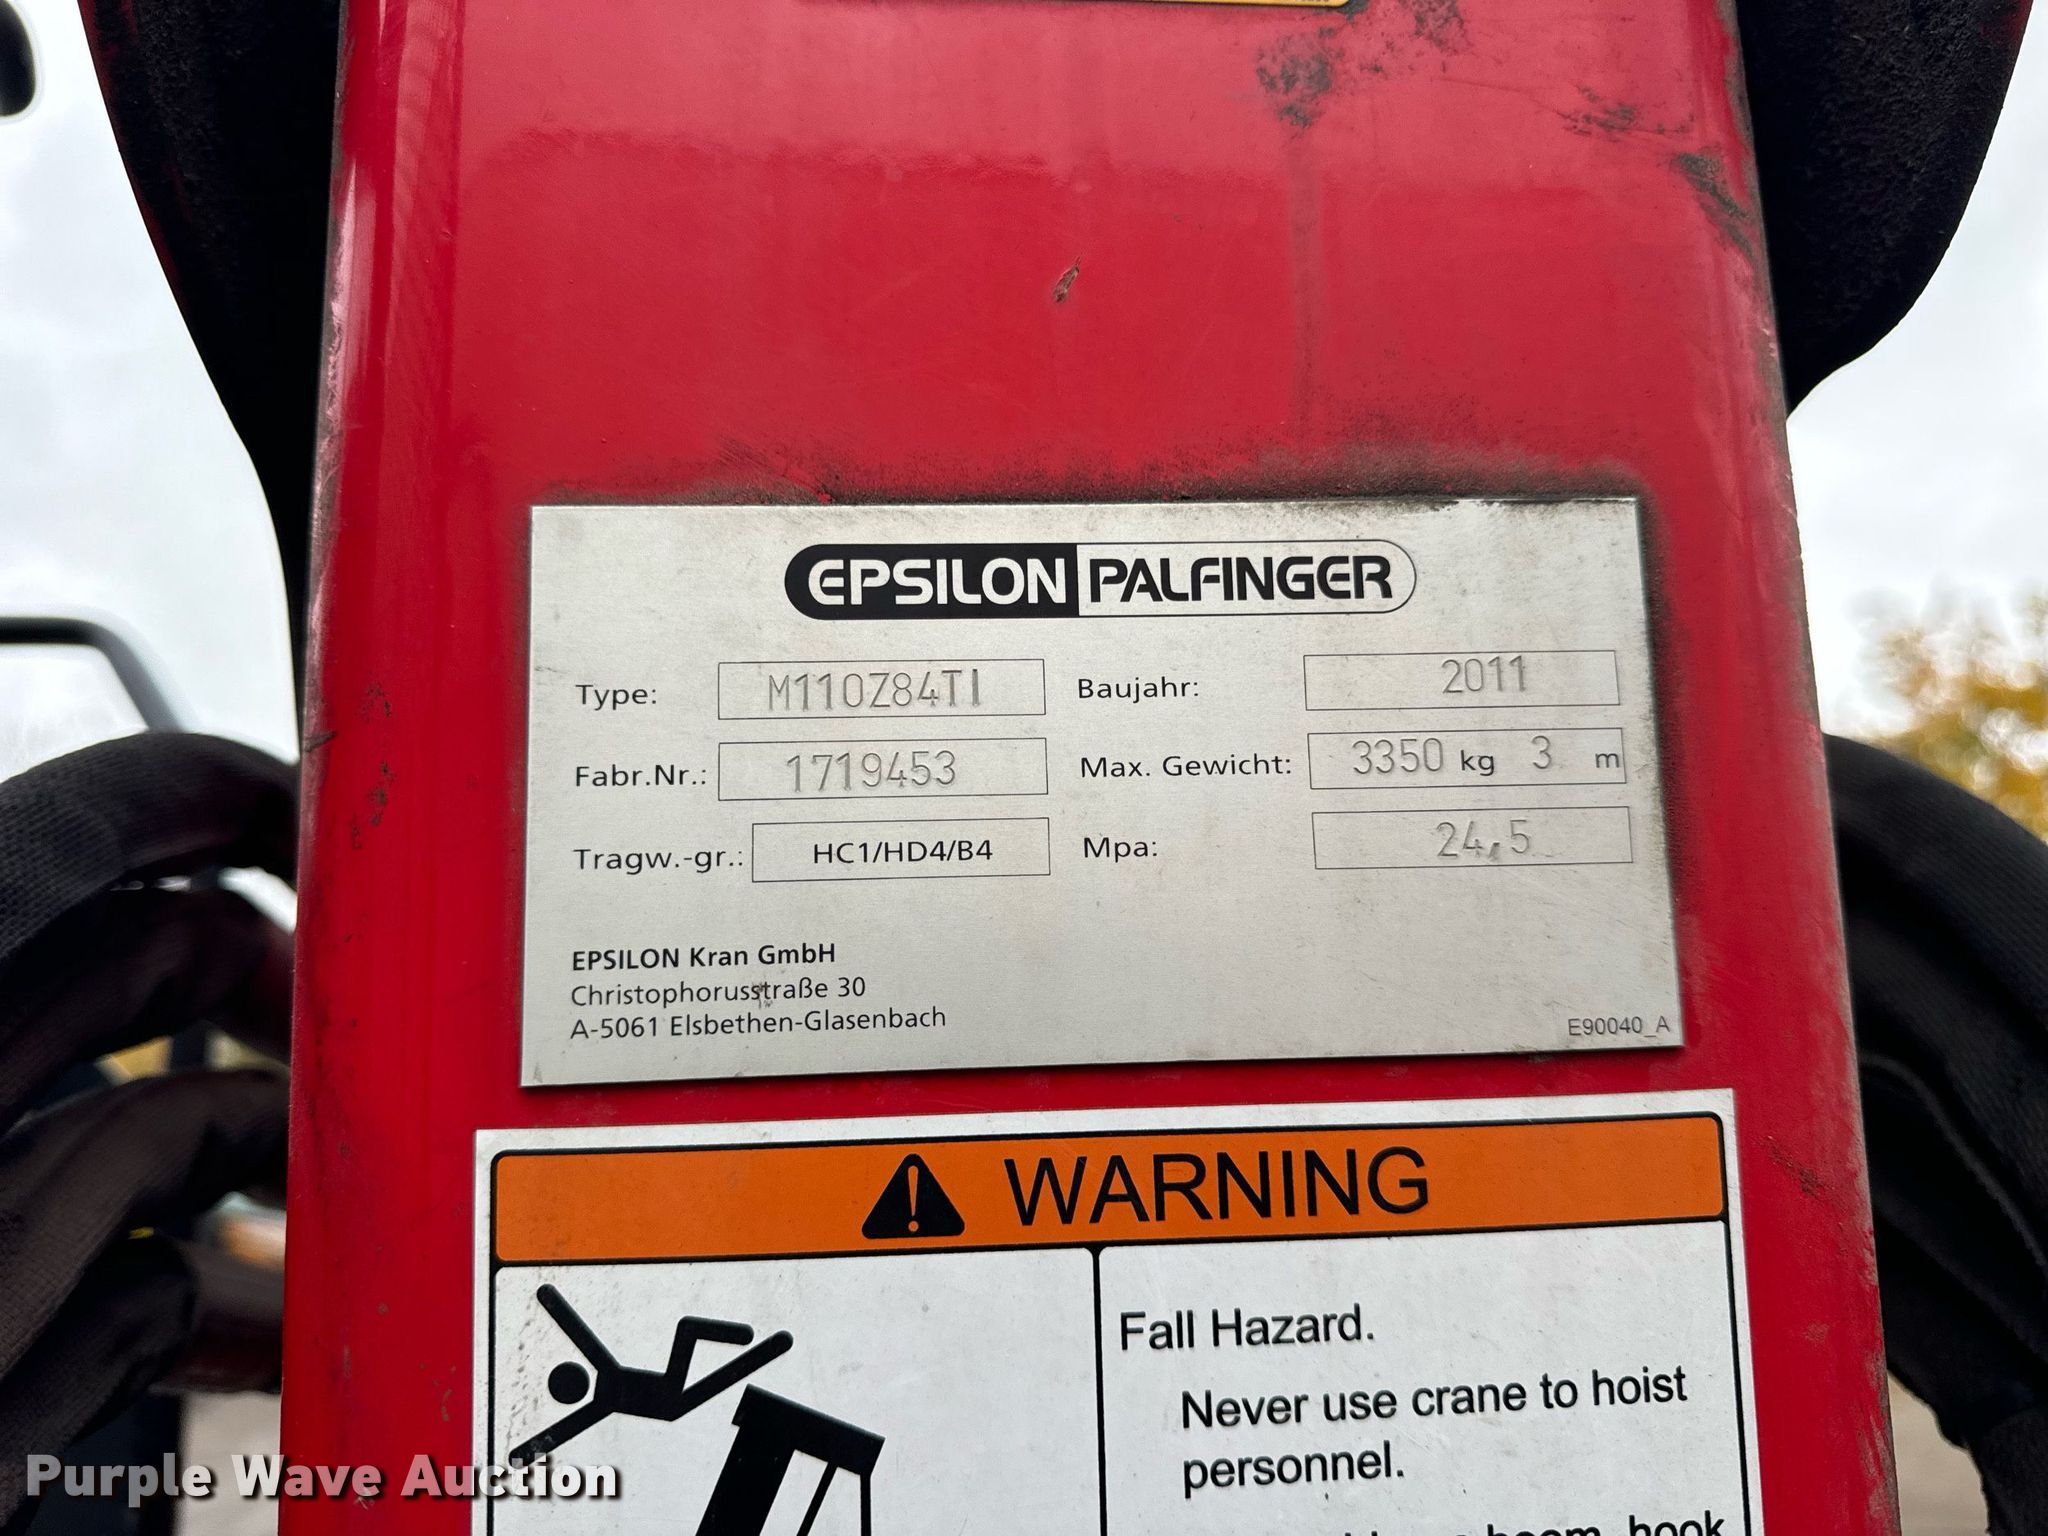 EPSILON PALFINGER
Type: M110Z84TI Baujahr: 2011
Fabr.Nr.: 1719453 Max. Gewicht: 3350 kg 3 m
Tragw.-gr.: HC1/HD4/B4 Mpa: 24,5
EPSILON Kran GmbH
Christophorusstraße 30
A-5061 Elsbethen-Glasenbach
E90040_A
WARNING
Fall Hazard.
Never use crane to hoist
personnel.
boom, hook
Purple Wave Auction